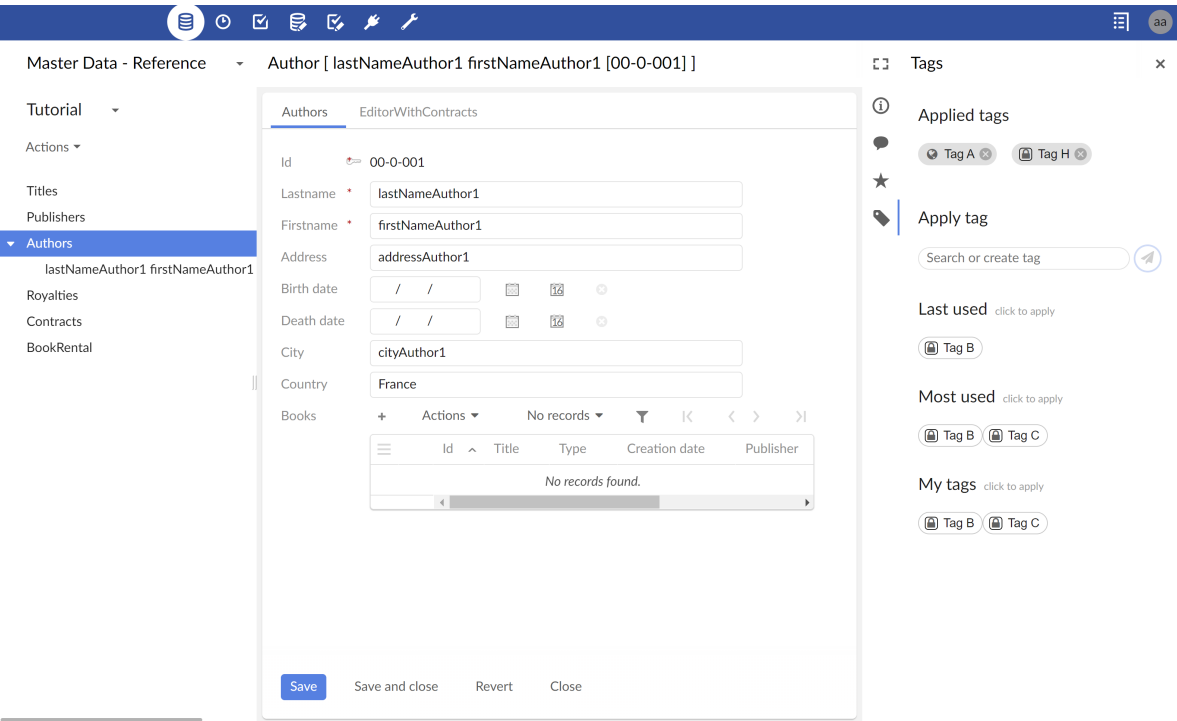 aa
Master Data - Reference
Author [ lastNameAuthor1 firstNameAuthor1 [00-0-001] ]
Tags
Tutorial
Actions
Titles
Publishers
Authors
lastNameAuthor1 firstNameAuthor1
Royalties
Contracts
BookRental
Authors EditorWithContracts
Id * 00-0-001
Lastname * lastNameAuthor1
Firstname * firstNameAuthor1
Address addressAuthor1
Birth date / / 16
Death date / / 16
City cityAuthor1
Country France
Books + Actions No records
Id Title Type Creation date Publisher
No records found.
Save Save and close Revert Close
Applied tags
Tag A Tag H
Apply tag
Search or create tag
Last used click to apply
Tag B
Most used click to apply
Tag B Tag C
My tags click to apply
Tag B Tag C